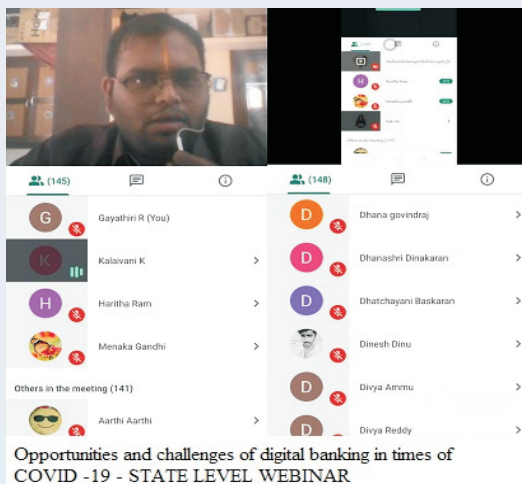 (145)
G
Gayathiri R (You)
K
Kalaivani K
H
Haritha Ram
Menaka Gandhi
Others in the meeting (141)
Aarthi Aarthi
H
(148)
D
Dhana govindraj
D
Dhanashri Dinakaran
D
Dhatchayani Baskaran
Dinesh Dinu
D
Divya Ammu
D
Divya Reddy
Opportunities and challenges of digital banking in times of
COVID -19 - STATE LEVEL WEBINAR